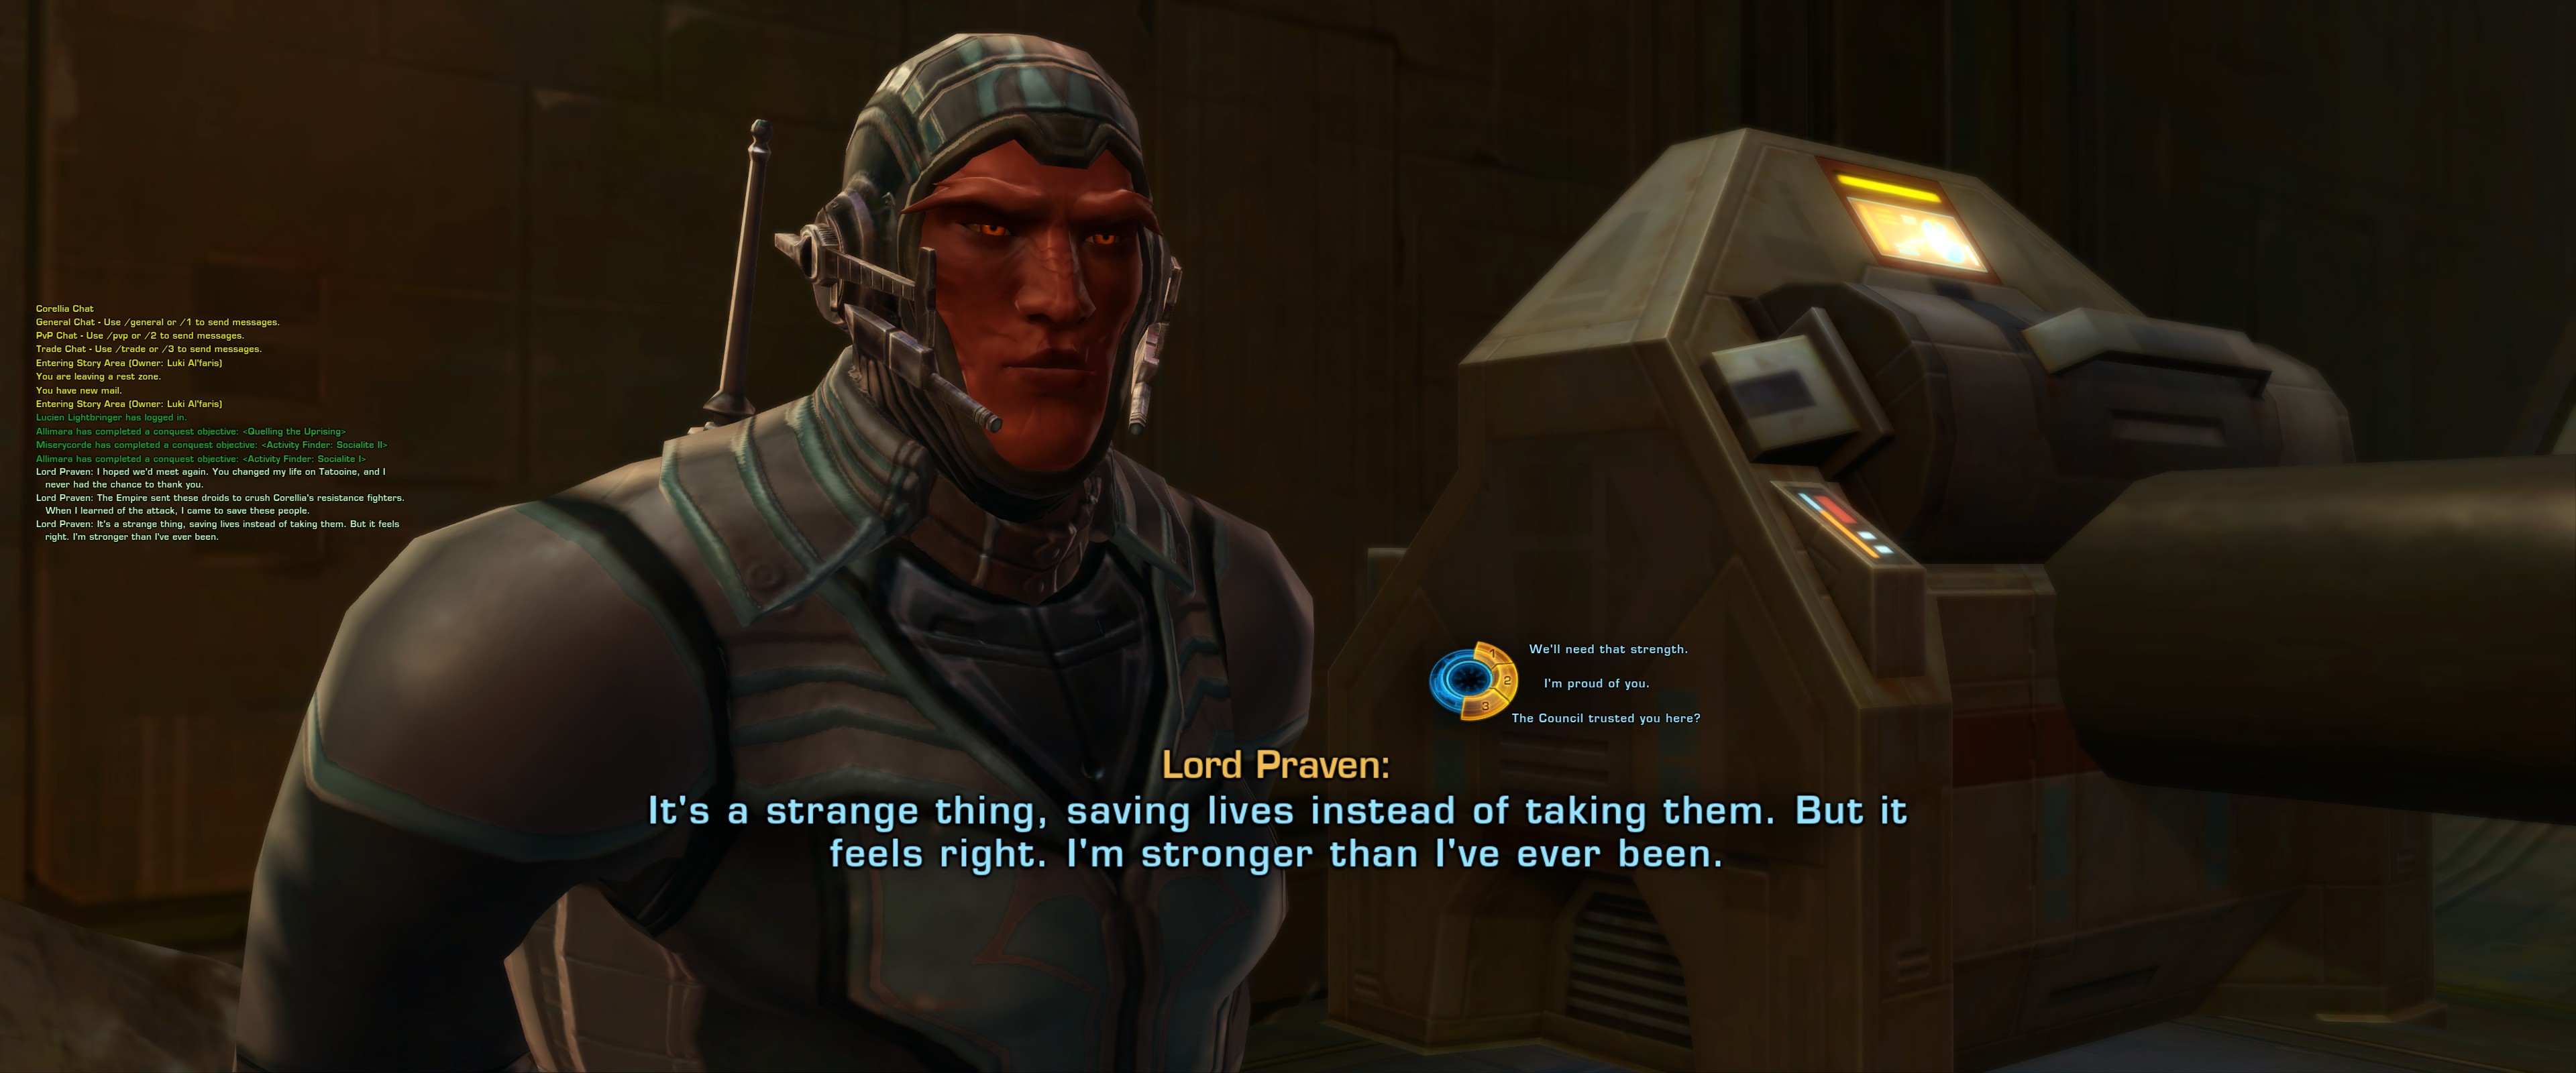 Corellia Chat
General Chat - Use /general or /1 to send messages.
PvP Chat - Use /pvp or /2 to send messages.
Trade Chat - Use /trade or /3 to send messages.
Entering Story Area (Owner: Luki Al'faris)
You are leaving a rest zone.
You have new mail.
Entering Story Area (Owner: Luki Al'faris)
Lucien Lightbringer has logged in.
Allimara has completed a conquest objective: <Quelling the Uprising>
Miserycorde has completed a conquest objective: <Activity Finder: Socialite II>
Allimara has completed a conquest objective: <Activity Finder: Socialite I>
Lord Praven: I hoped we'd meet again. You changed my life on Tatooine, and I
never had the chance to thank you.
Lord Praven: The Empire sent these droids to crush Corellia's resistance fighters.
When I learned of the attack, I came to save these people.
Lord Praven: It's a strange thing, saving lives instead of taking them. But it feels
right. I'm stronger than I've ever been.
1 We'll need that strength.
2 I'm proud of you.
3 The Council trusted you here?
Lord Praven:
It's a strange thing, saving lives instead of taking them. But it
feels right. I'm stronger than I've ever been.